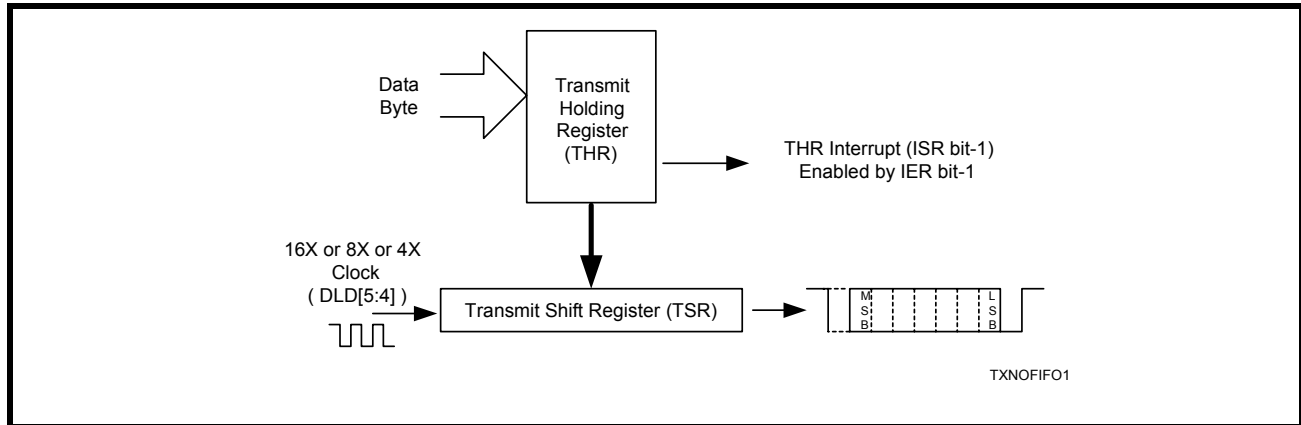 Data
Byte
Transmit
Holding
Register
(THR)
THR Interrupt (ISR bit-1)
Enabled by IER bit-1
16X or 8X or 4X
Clock
( DLD[5:4] )
Transmit Shift Register (TSR)
M
S
B
L
S
B
TXNOFIFO1